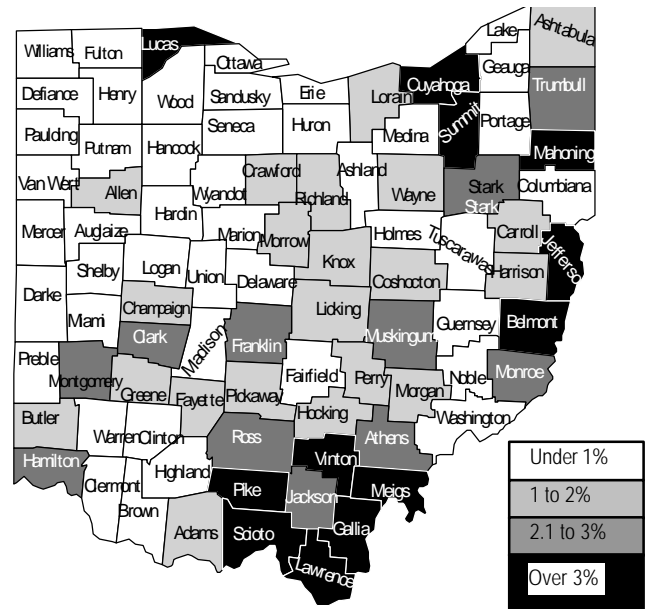 Williams
Fulton
Lucas
Ottawa
Lake
Ashtabula
Geauga
Cuyahoga
Trumbull
Defiance
Henry
Wood
Sandusky
Erie
Lorain
Seneca
Huron
Medina
Summit
Portage
Mahoning
Paulding
Putnam
Hancock
Van Wert
Allen
Wyandot
Crawford
Richland
Ashland
Wayne
Stark
Stark
Columbiana
Mercer
Auglaize
Hardin
Marion
Morrow
Holmes
Tuscarawas
Carroll
Jefferso
Shelby
Logan
Union
Delaware
Knox
Coshocton
Harrison
Darke
Mami
Champaign
Licking
Muskingum
Guernsey
Belmont
Clark
Madison
Franklin
Preble
Montgomery
Greene
Fayette
Pickaway
Fairfield
Perry
Morgan
Noble
Monroe
Butler
Warren
Clinton
Hocking
Washington
Hamilton
Ross
Vinton
Athens
Clermont
Brown
Highland
Pike
Jackson
Meigs
Adams
Scioto
Gallia
Lawrence
Under 1%
1 to 2%
2.1 to 3%
Over 3%